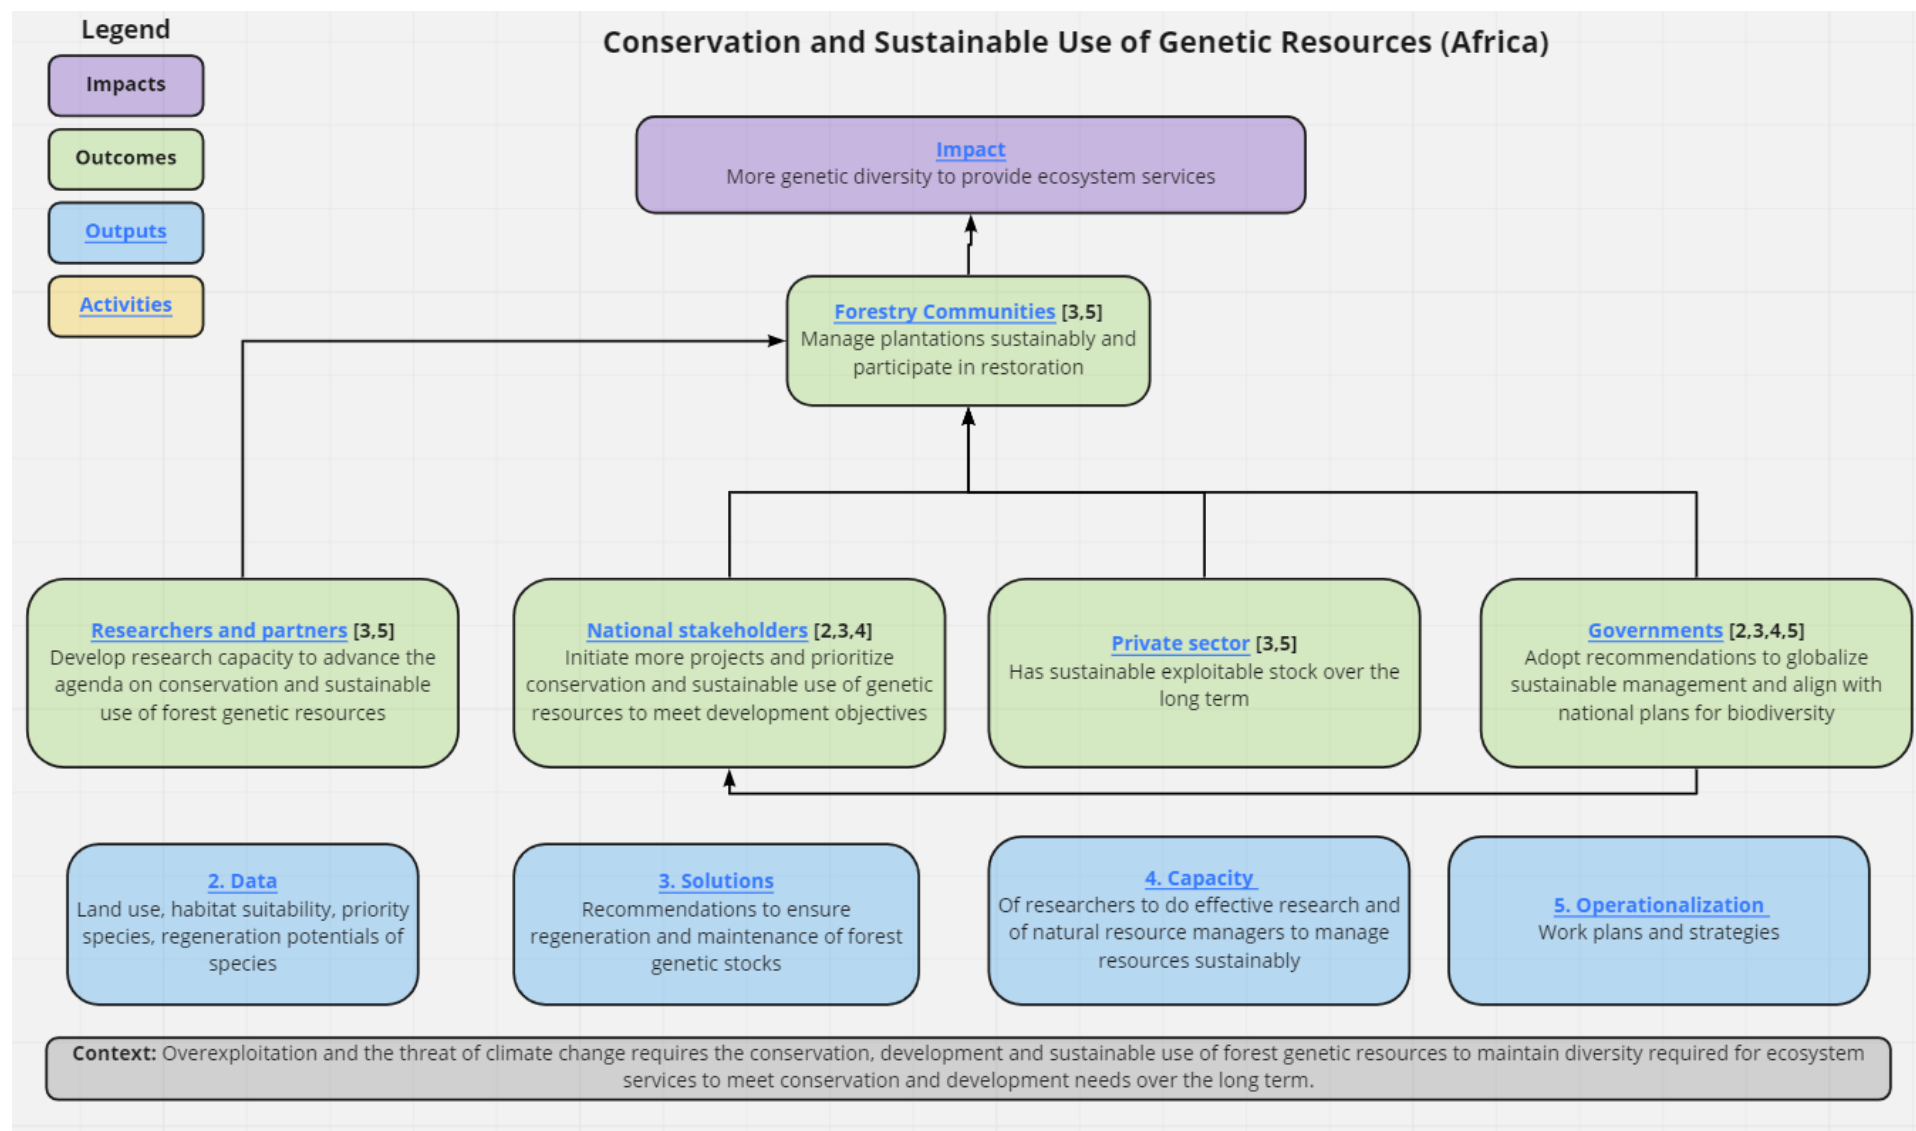 Legend
Impacts
Outcomes
Outputs
Activities
Conservation and Sustainable Use of Genetic Resources (Africa)
Impact
More genetic diversity to provide ecosystem services
Forestry Communities [3,5]
Manage plantations sustainably and
participate in restoration
Researchers and partners [3,5]
Develop research capacity to advance the
agenda on conservation and sustainable
use of forest genetic resources
National stakeholders [2,3,4]
Initiate more projects and prioritize
conservation and sustainable use of genetic
resources to meet development objectives
Private sector [3,5]
Has sustainable exploitable stock over the
long term
Governments [2,3,4,5]
Adopt recommendations to globalize
sustainable management and align with
national plans for biodiversity
2. Data
Land use, habitat suitability, priority
species, regeneration potentials of
species
3. Solutions
Recommendations to ensure
regeneration and maintenance of forest
genetic stocks
4. Capacity
Of researchers to do effective research and
of natural resource managers to manage
resources sustainably
5. Operationalization
Work plans and strategies
Context: Overexploitation and the threat of climate change requires the conservation, development and sustainable use of forest genetic resources to maintain diversity required for ecosystem
services to meet conservation and development needs over the long term.